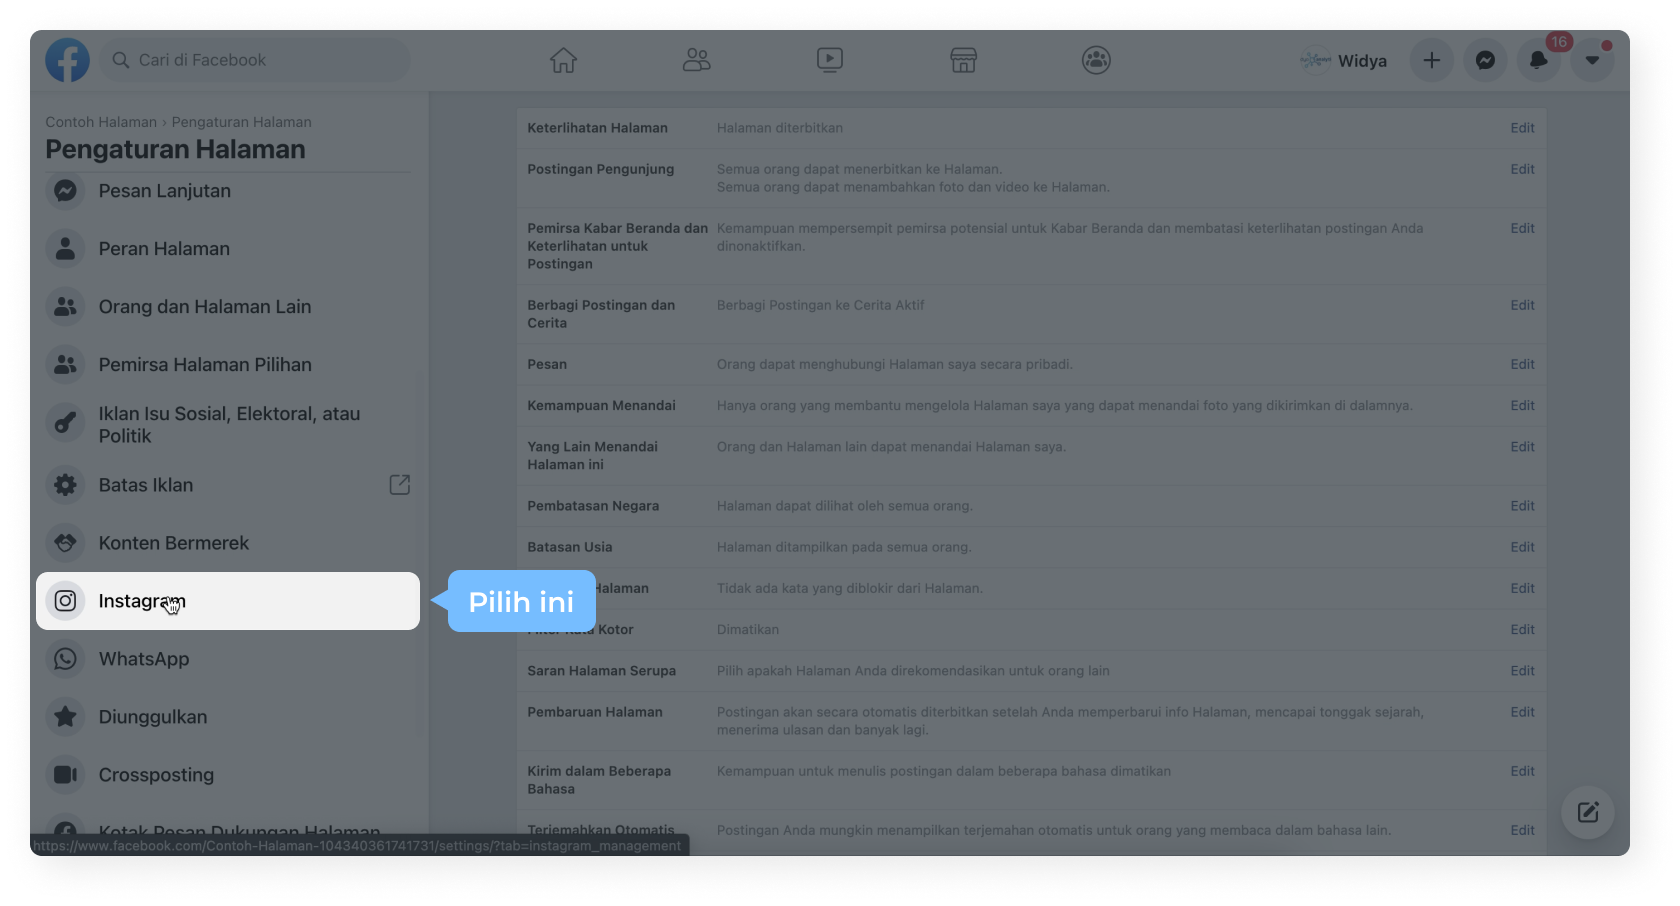 Cari di Facebook
Widya
16
Contoh Halaman › Pengaturan Halaman
Pengaturan Halaman
Pesan Lanjutan
Peran Halaman
Orang dan Halaman Lain
Pemirsa Halaman Pilihan
Iklan Isu Sosial, Elektoral, atau
Politik
Batas Iklan
Konten Bermerek
Instagram
WhatsApp
Diunggulkan
Crossposting
Kotak Pesan Dukungan Halaman
https://www.facebook.com/Contoh-Halaman-104340361741731/settings/?tab=instagram_management
Pilih ini
Keterlihatan Halaman Halaman diterbitkan Edit
Postingan Pengunjung Semua orang dapat menerbitkan ke Halaman. Edit
Semua orang dapat menambahkan foto dan video ke Halaman.
Pemirsa Kabar Beranda dan Kemampuan mempersempit pemirsa potensial untuk Kabar Beranda dan membatasi keterlihatan postingan Anda Edit
Keterlihatan untuk dinonaktifkan.
Postingan
Berbagi Postingan dan Berbagi Postingan ke Cerita Aktif Edit
Cerita
Pesan Orang dapat menghubungi Halaman saya secara pribadi. Edit
Kemampuan Menandai Hanya orang yang membantu mengelola Halaman saya yang dapat menandai foto yang dikirimkan di dalamnya. Edit
Yang Lain Menandai Orang dan Halaman lain dapat menandai Halaman saya. Edit
Halaman ini
Pembatasan Negara Halaman dapat dilihat oleh semua orang. Edit
Batasan Usia Halaman ditampilkan pada semua orang. Edit
Halaman Tidak ada kata yang diblokir dari Halaman. Edit
Kotor Dimatikan Edit
Saran Halaman Serupa Pilih apakah Halaman Anda direkomendasikan untuk orang lain Edit
Pembaruan Halaman Postingan akan secara otomatis diterbitkan setelah Anda memperbarui info Halaman, mencapai tonggak sejarah, Edit
menerima ulasan dan banyak lagi.
Kirim dalam Beberapa Kemampuan untuk menulis postingan dalam beberapa bahasa dimatikan Edit
Bahasa
Terjemahkan Otomatis Postingan Anda mungkin menampilkan terjemahan otomatis untuk orang yang membaca dalam bahasa lain. Edit